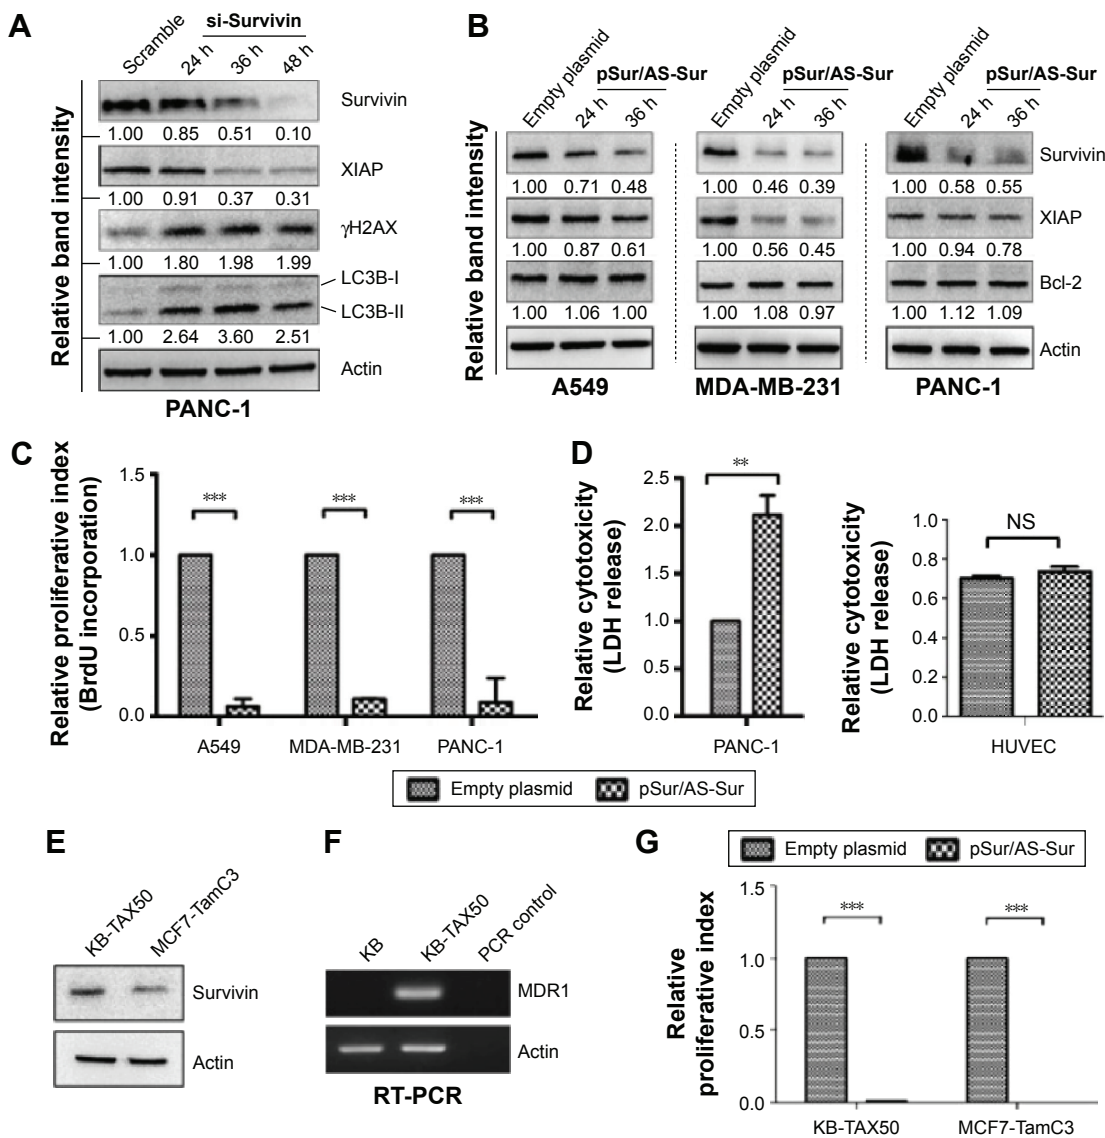 A
si-Survivin
Scramble
24 h
36 h
48 h
Relative band intensity
Survivin
1.00 0.85 0.51 0.10
XIAP
1.00 0.91 0.37 0.31
γH2AX
1.00 1.80 1.98 1.99
LC3B-I
LC3B-II
1.00 2.64 3.60 2.51
Actin
PANC-1
B
Empty plasmid
pSur/AS-Sur
24 h
36 h
Empty plasmid
pSur/AS-Sur
24 h
36 h
Empty plasmid
pSur/AS-Sur
24 h
36 h
Relative band intensity
Survivin
1.00 0.71 0.48 1.00 0.46 0.39 1.00 0.58 0.55
XIAP
1.00 0.87 0.61 1.00 0.56 0.45 1.00 0.94 0.78
Bcl-2
1.00 1.06 1.00 1.00 1.08 0.97 1.00 1.12 1.09
Actin
A549 MDA-MB-231 PANC-1
C
Relative proliferative index
(BrdU incorporation)
1.5
1.0
0.5
0.0
*** *** ***
A549 MDA-MB-231 PANC-1
D
Relative cytotoxicity
(LDH release)
2.5
2.0
1.5
1.0
0.5
0.0
**
PANC-1
Relative cytotoxicity
(LDH release)
1.0
0.8
0.6
0.4
0.2
0.0
NS
HUVEC
Empty plasmid pSur/AS-Sur
E
KB-TAX50
MCF7-TamC3
Survivin
Actin
F
KB
KB-TAX50
PCR control
MDR1
Actin
RT-PCR
G
Empty plasmid pSur/AS-Sur
Relative
proliferative index
1.5
1.0
0.5
0.0
*** ***
KB-TAX50 MCF7-TamC3